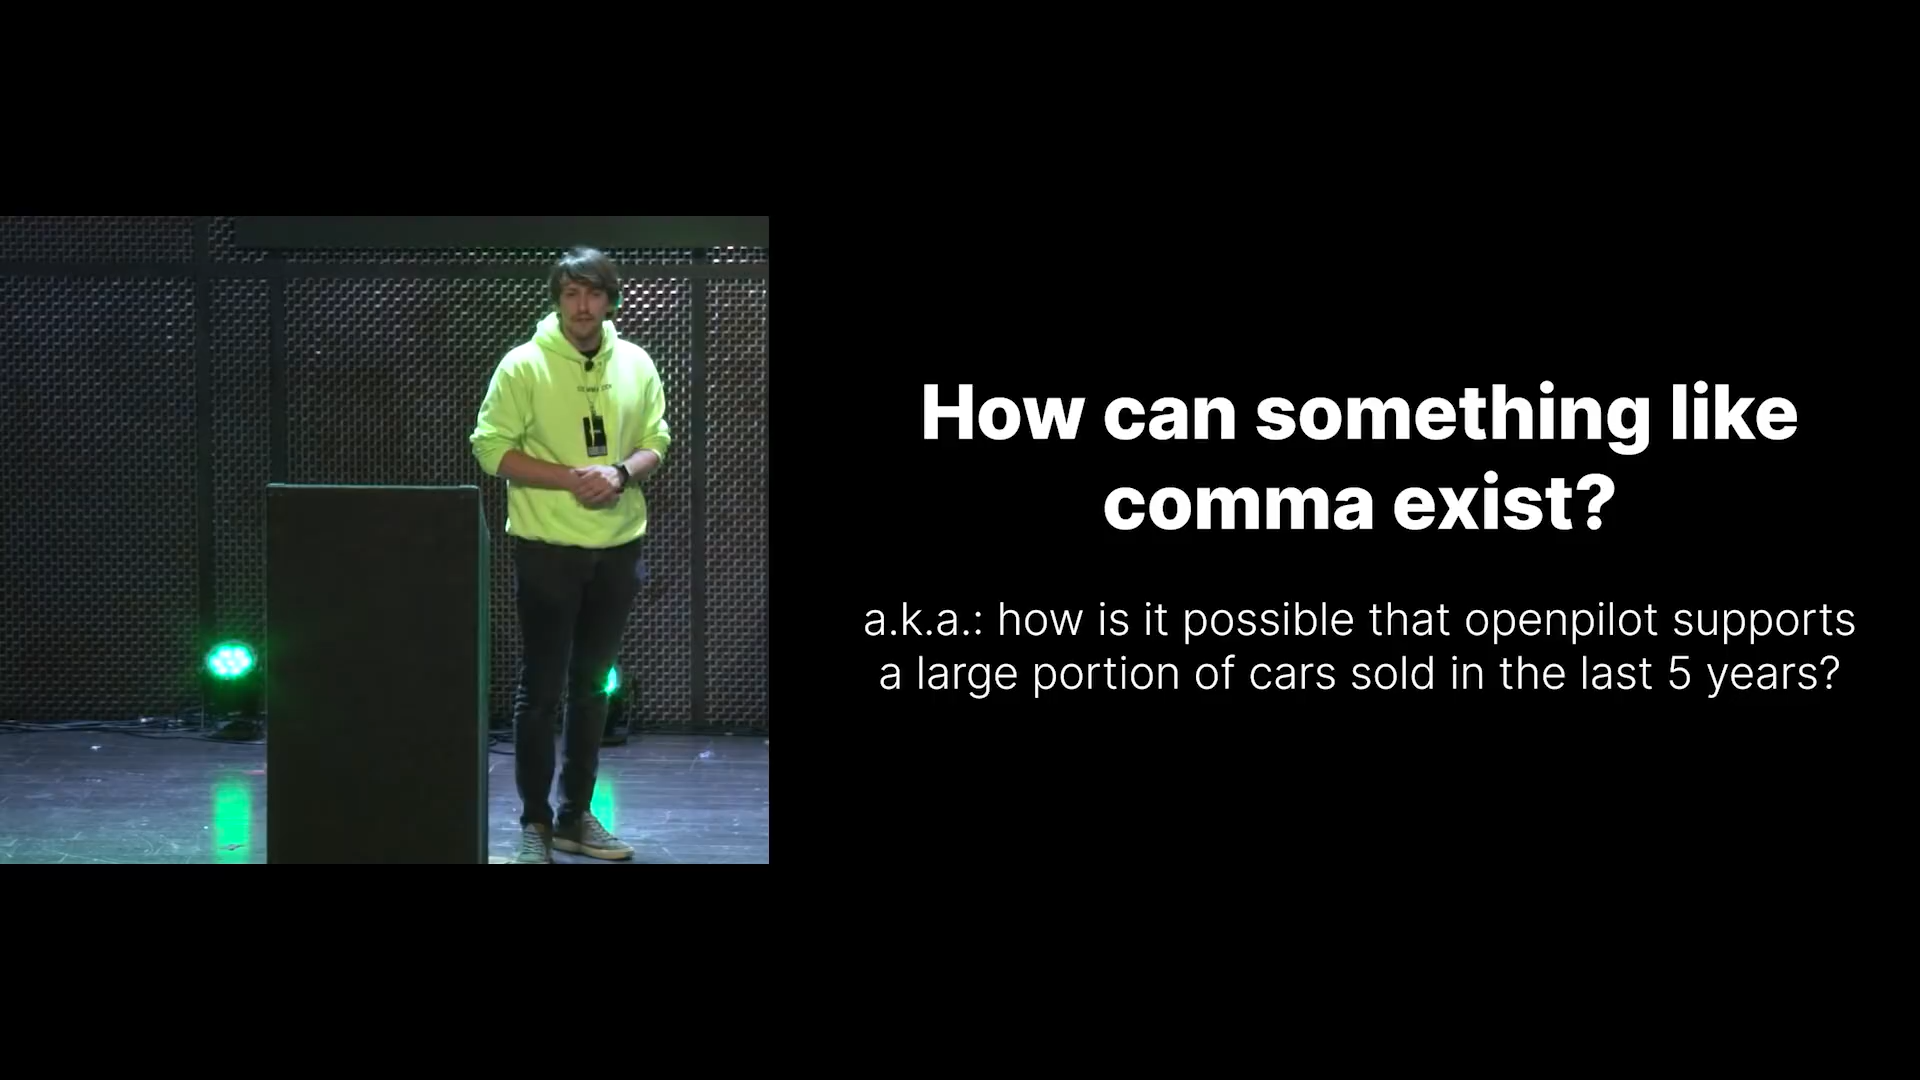 How can something like
comma exist?
a.k.a.: how is it possible that openpilot supports
a large portion of cars sold in the last 5 years?